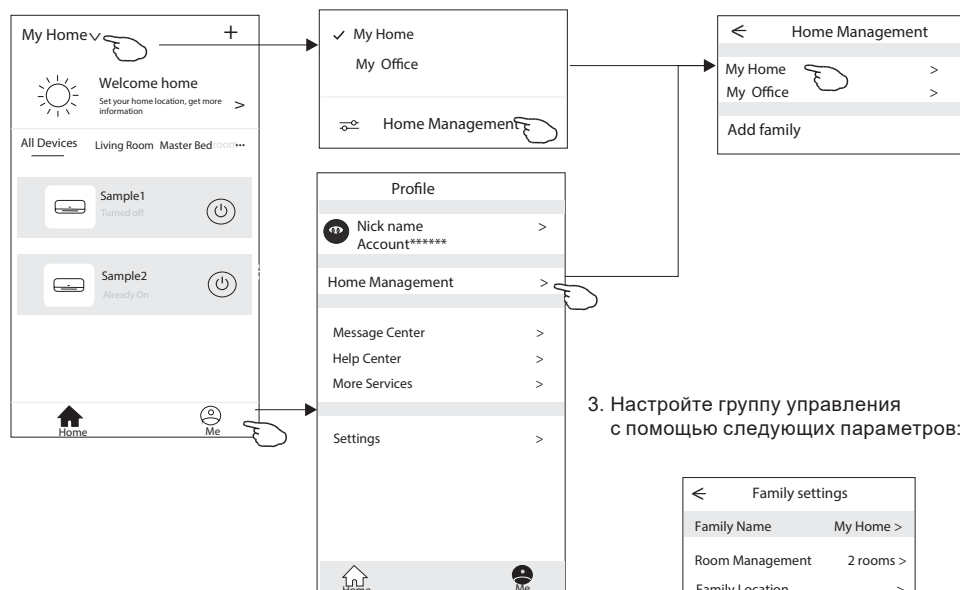 My Home
+
Welcome home
Set your home location, get more
information
>
All Devices Living Room Master Bedroom...
Sample1
Turned off
Sample2
Already On
Home
Me
✓ My Home
My Office
Home Management
Profile
Nick name >
Account******
Home Management >
Message Center >
Help Center >
More Services >
Settings >
Home
Me
Home Management
My Home >
My Office >
Add family
3. Настройте группу управления
с помощью следующих параметров:
Family settings
Family Name My Home >
Room Management 2 rooms >
Family Location >